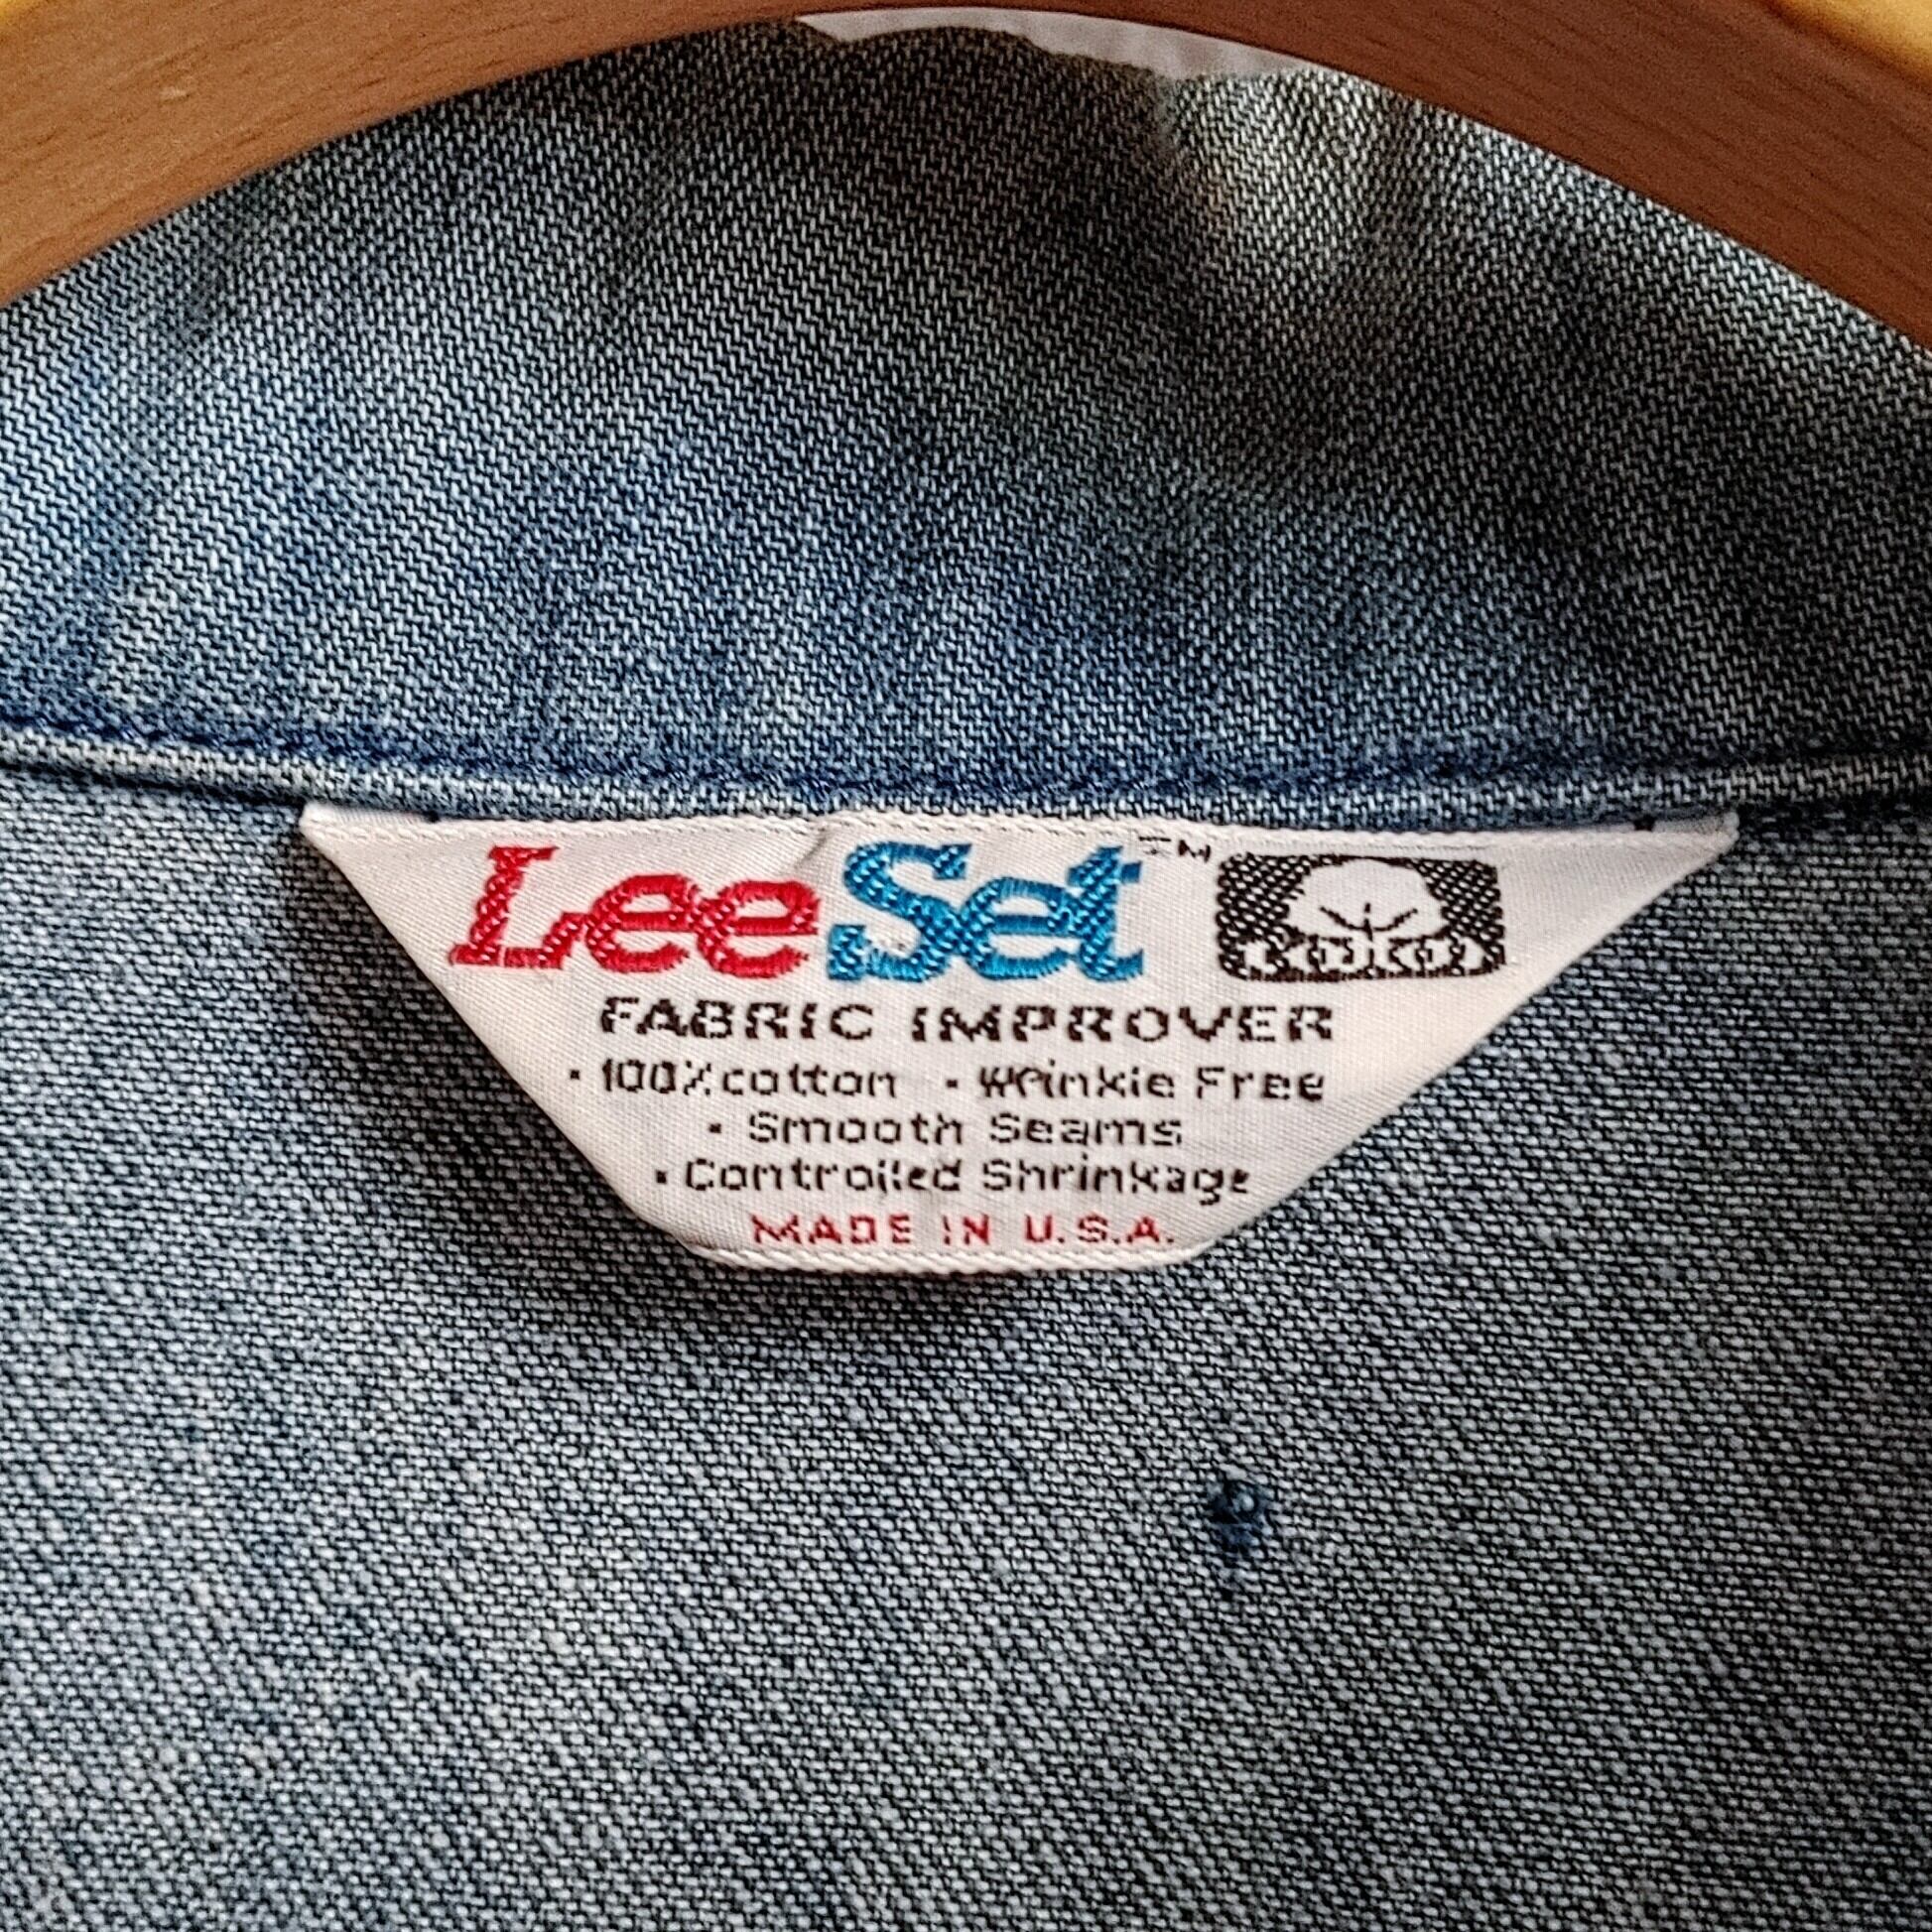 LeeSet™
FABRIC IMPROVER
• 100% cotton • Wrinkle Free
• Smooth Seams
• Controlled Shrinkage
MADE IN U.S.A.